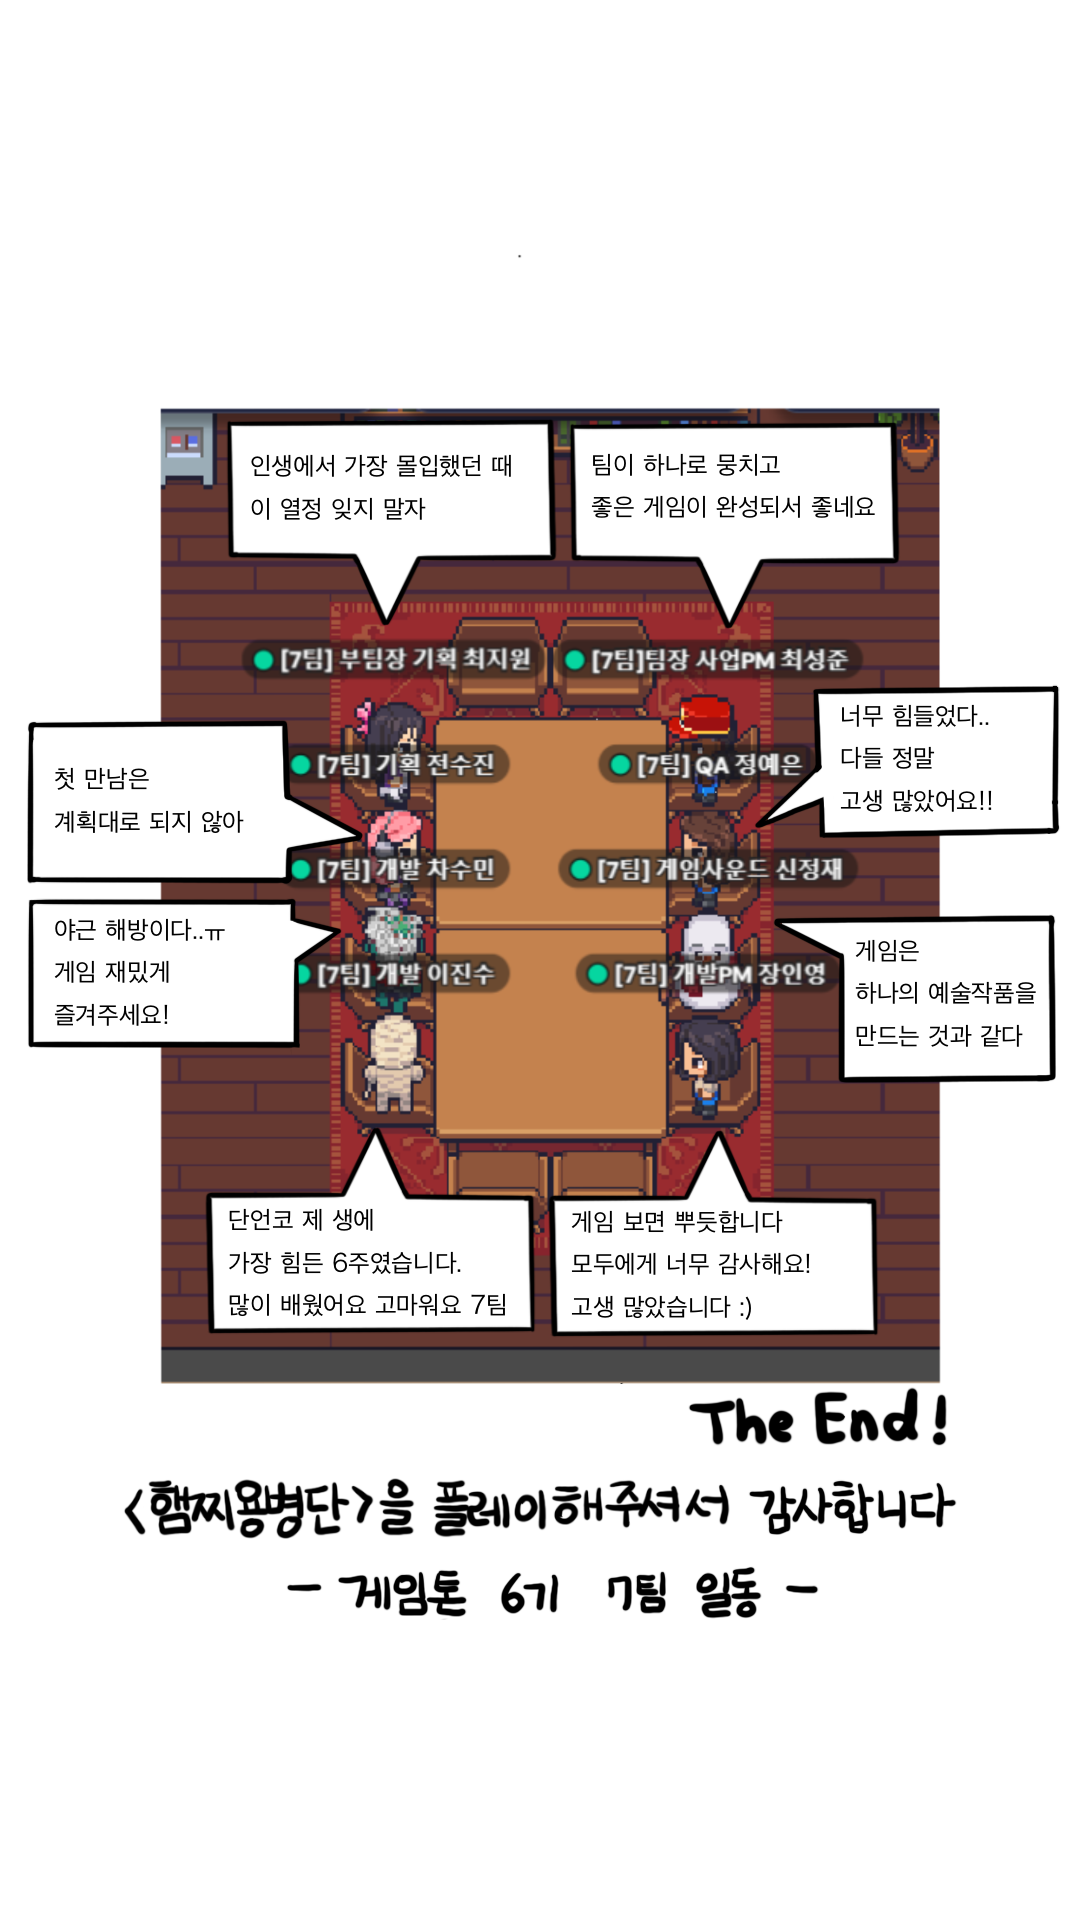 인생에서 가장 몰입했던 때
이 열정 잊지 말자
팀이 하나로 뭉치고
좋은 게임이 완성되서 좋네요
[7팀] 부팀장 기획 최지원
[7팀]팀장 사업PM 최성준
너무 힘들었다..
다들 정말
고생 많았어요!!
첫 만남은
계획대로 되지 않아
[7팀] 기획 전수진
[7팀] QA 정예은
[7팀] 개발 차수민
[7팀] 게임사운드 신정재
야근 해방이다..ㅠ
게임 재밌게
즐겨주세요!
게임은
하나의 예술작품을
만드는 것과 같다
[7팀] 개발 이진수
[7팀] 개발PM 장인영
단언코 제 생에
가장 힘든 6주였습니다.
많이 배웠어요 고마워요 7팀
게임 보면 뿌듯합니다
모두에게 너무 감사해요!
고생 많았습니다 :)
The End!
<햄찌용병단>을 플레이해주셔서 감사합니다
- 게임톤 6기 7팀 일동 -